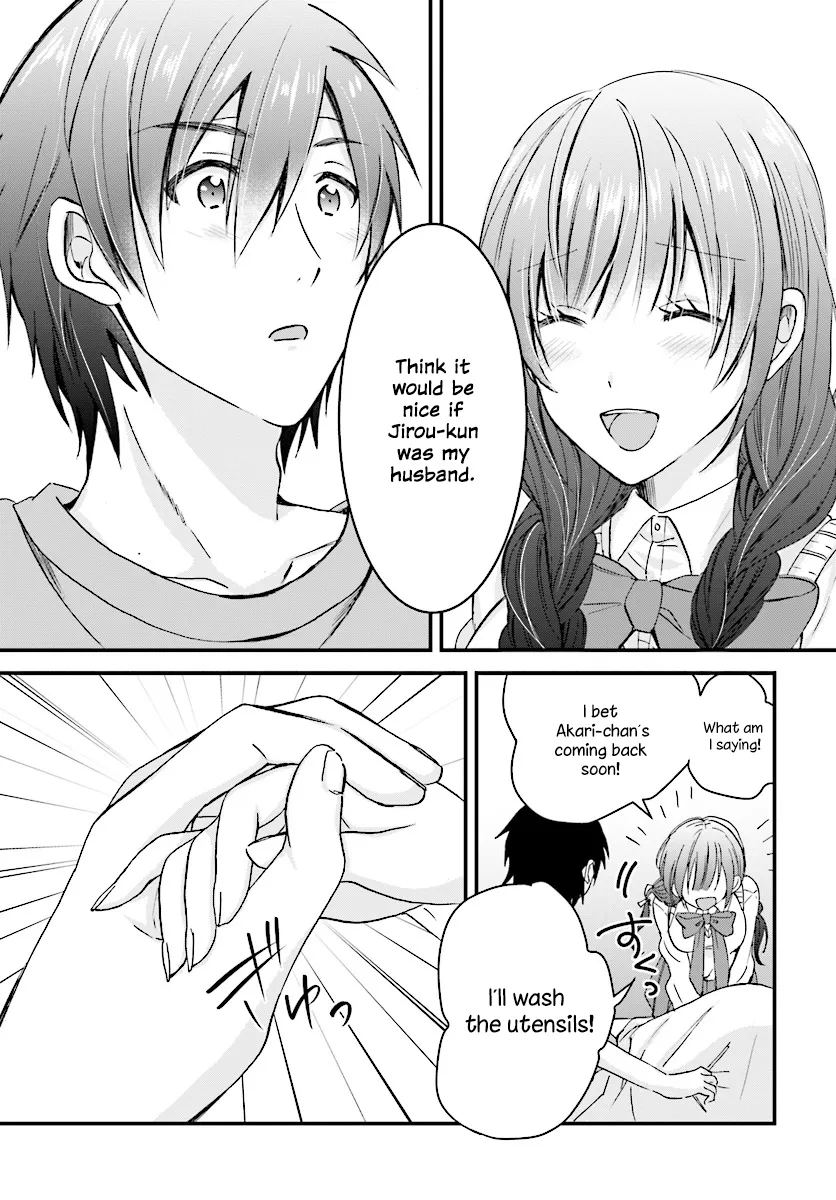 Think it
would be
nice if
Jirou-kun
was my
husband.
What am
I saying!
I bet
Akari-chan's
coming back
soon!
すくっ
I'll wash
the utensils!
ぎゅっ